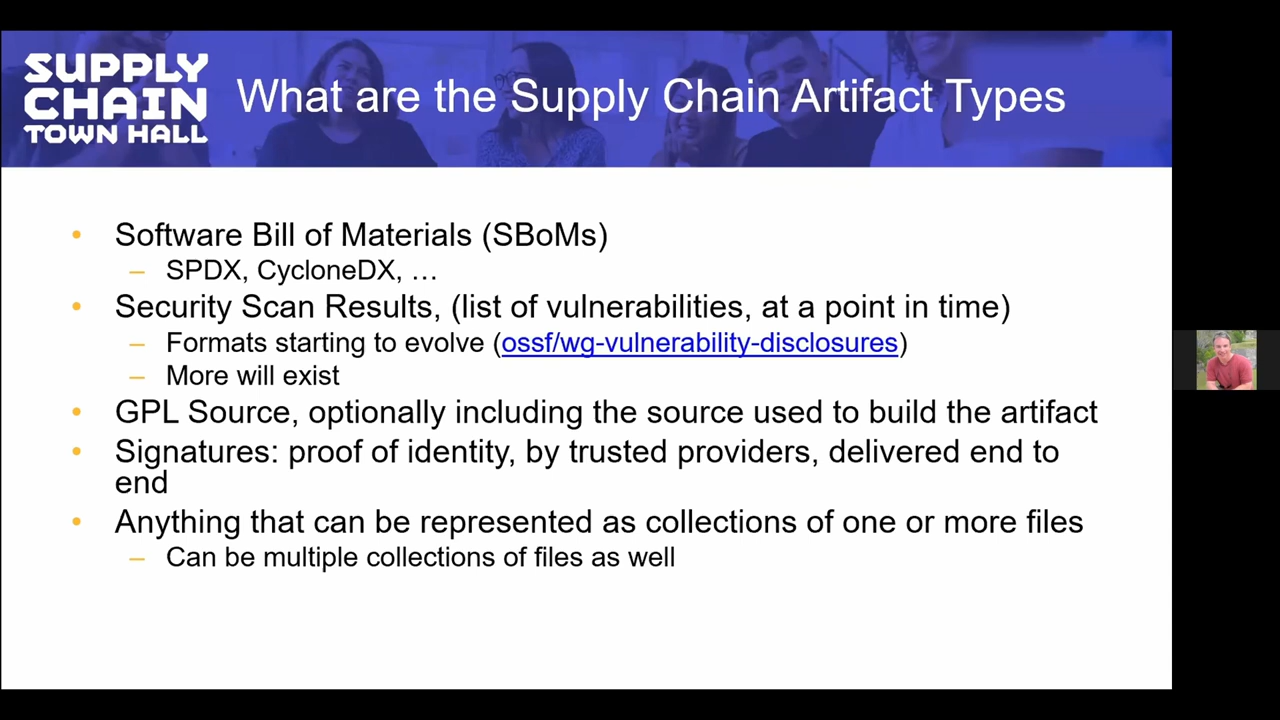 SUPPLY
CHAIN
TOWN HALL
What are the Supply Chain Artifact Types
• Software Bill of Materials (SBoMs)
– SPDX, CycloneDX, …
• Security Scan Results, (list of vulnerabilities, at a point in time)
– Formats starting to evolve (ossf/wg-vulnerability-disclosures)
– More will exist
• GPL Source, optionally including the source used to build the artifact
• Signatures: proof of identity, by trusted providers, delivered end to
end
• Anything that can be represented as collections of one or more files
– Can be multiple collections of files as well